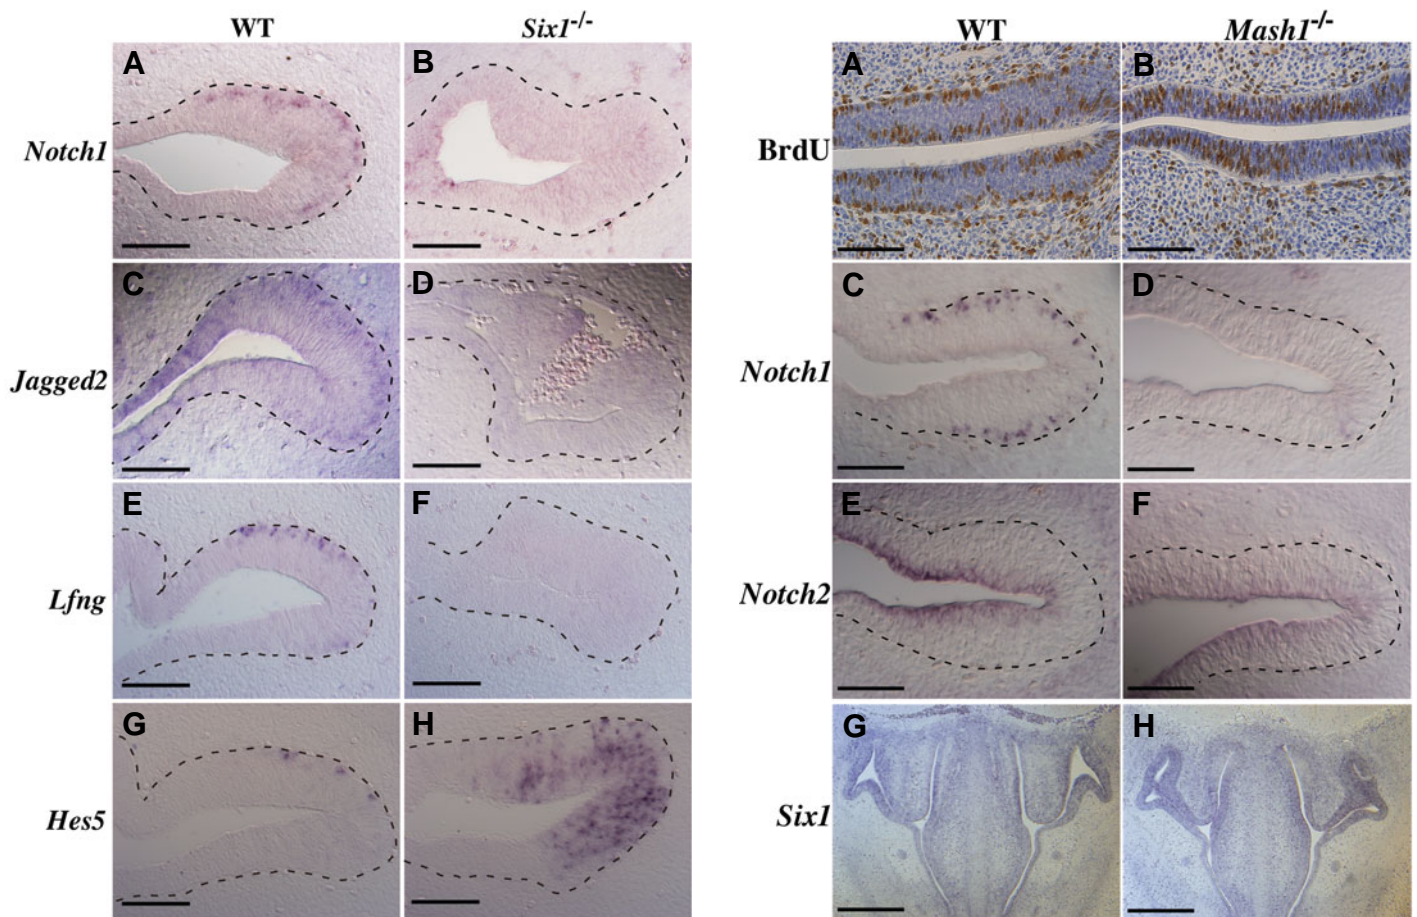 WT Six1-/- WT Mash1-/-
A B A B
Notch1 BrdU
C D C D
Jagged2 Notch1
E F E F
Lfng Notch2
G H G H
Hes5 Six1